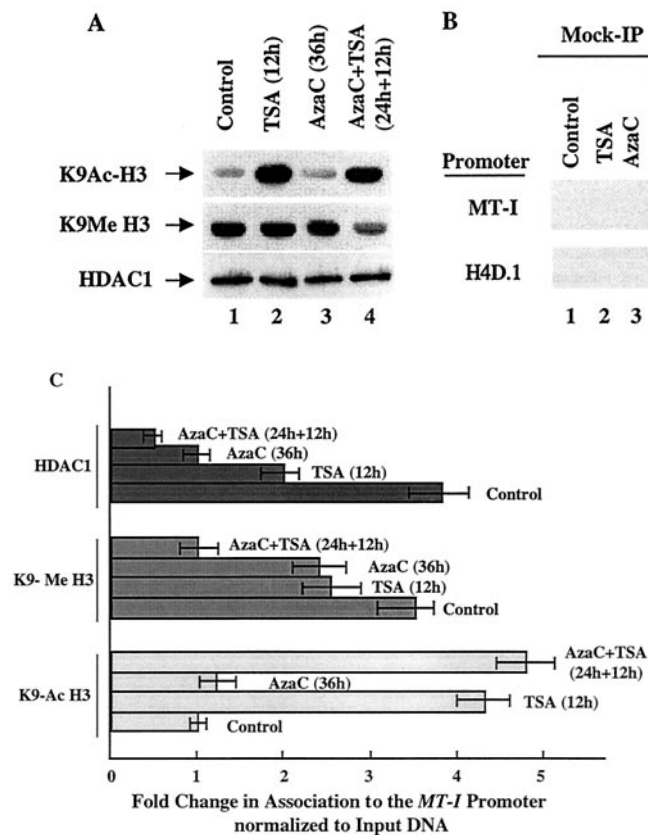 A
Control
TSA (12h)
AzaC (36h)
AzaC+TSA
(24h+12h)
K9Ac-H3
K9Me H3
HDAC1
1 2 3 4
B
Mock-IP
Control
TSA
AzaC
Promoter
MT-I
H4D.1
1 2 3
C
HDAC1
AzaC+TSA (24h+12h)
AzaC (36h)
TSA (12h)
Control
K9- Me H3
AzaC+TSA (24h+12h)
AzaC (36h)
TSA (12h)
Control
K9-Ac H3
AzaC+TSA
(24h+12h)
AzaC (36h)
TSA (12h)
Control
0 1 2 3 4 5
Fold Change in Association to the MT-I Promoter
normalized to Input DNA